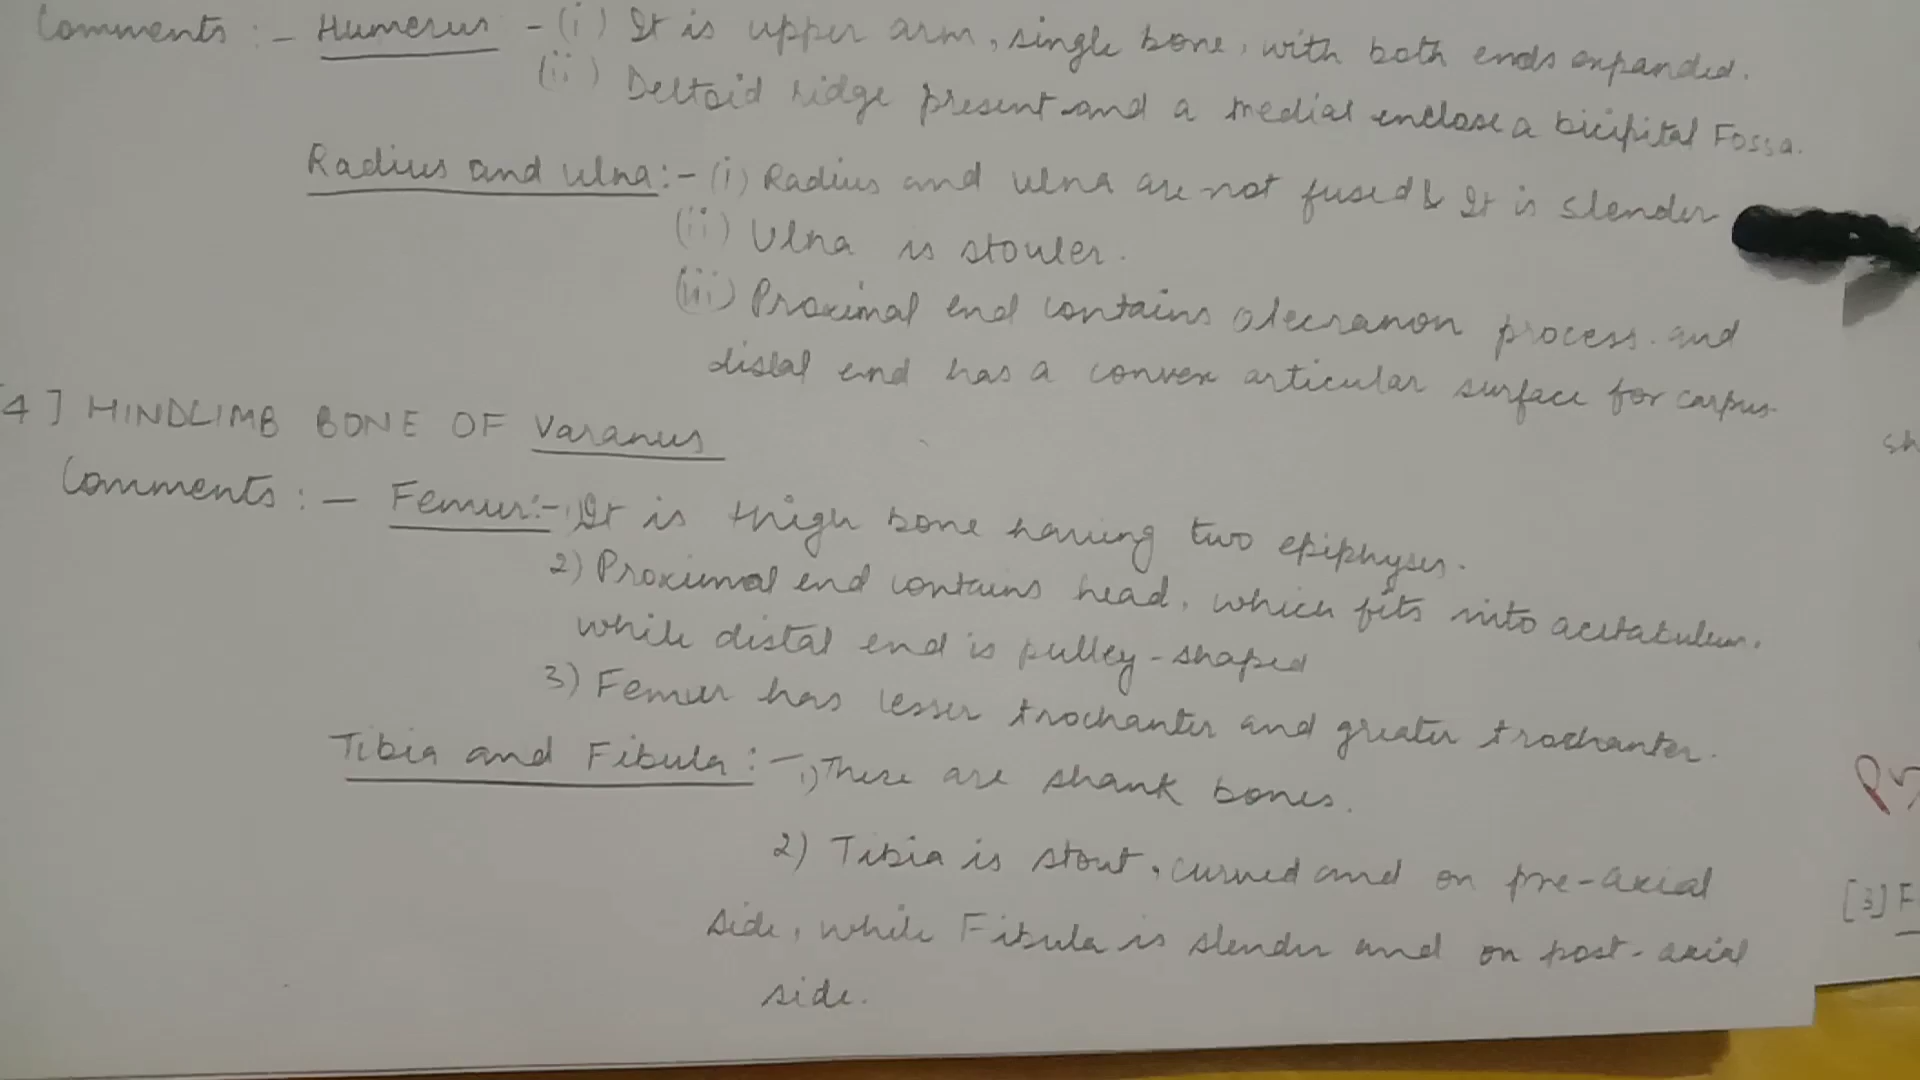 Comments :- Humerus - (i) It is upper arm, single bone, with both ends expanded.
(ii) Deltoid ridge present and a medial enclose a bicipital Fossa.
Radius and ulna :- (i) Radius and ulna are not fused & It is slender
(ii) Ulna is stouter.
(iii) Proximal end contains olecranon process and
distal end has a convex articular surface for carpus.
4] HINDLIMB BONE OF Varanus
Comments : - Femur :- 1) It is thigh bone having two epiphyses.
2) Proximal end contains head, which fits into acetabulum,
while distal end is pulley-shaped
3) Femur has lesser trochanter and greater trochanter.
Tibia and Fibula : - 1) These are shank bones.
2) Tibia is stout, curved and on pre-axial
side, while Fibula is slender and on post-axial
side.
sh
[3] F